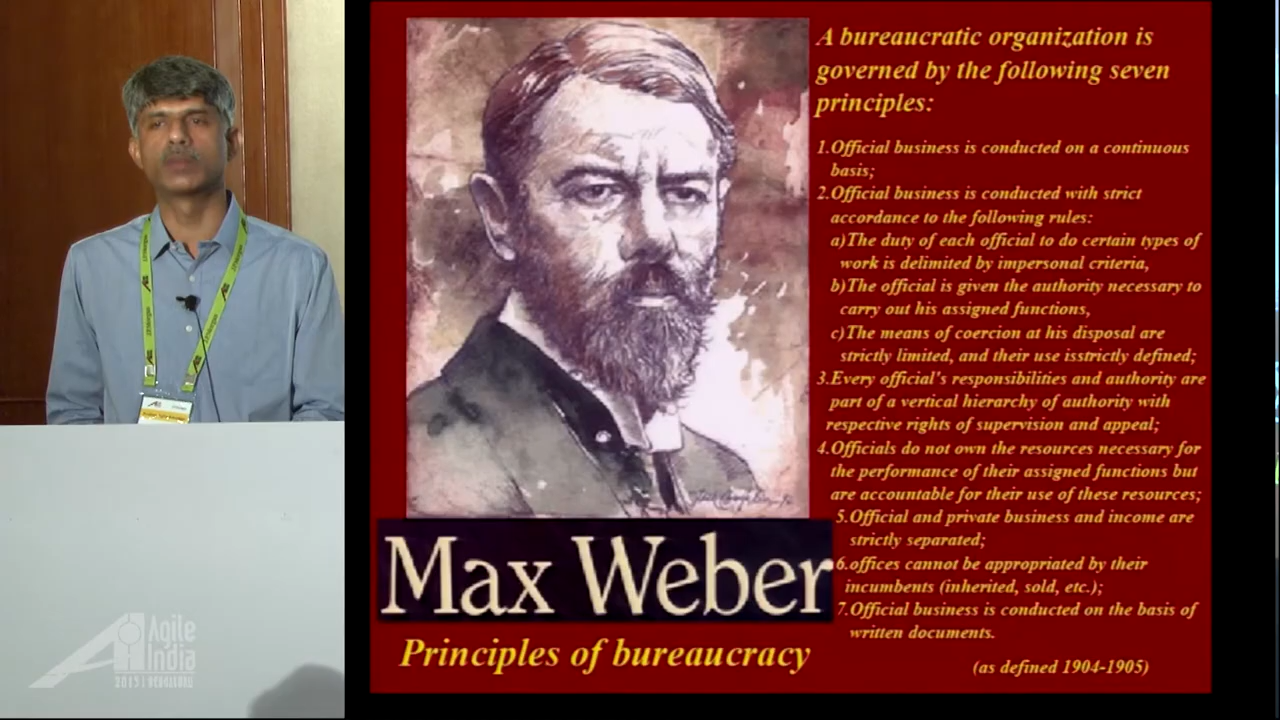 A bureaucratic organization is
governed by the following seven
principles:
1.Official business is conducted on a continuous
basis;
2.Official business is conducted with strict
accordance to the following rules:
a)The duty of each official to do certain types of
work is delimited by impersonal criteria,
b)The official is given the authority necessary to
carry out his assigned functions,
c)The means of coercion at his disposal are
strictly limited, and their use isstrictly defined;
3.Every official's responsibilities and authority are
part of a vertical hierarchy of authority with
respective rights of supervision and appeal;
4.Officials do not own the resources necessary for
the performance of their assigned functions but
are accountable for their use of these resources;
5.Official and private business and income are
strictly separated;
6.offices cannot be appropriated by their
incumbents (inherited, sold, etc.);
7.Official business is conducted on the basis of
written documents.
(as defined 1904-1905)
Max Weber
Principles of bureaucracy
Agile
India